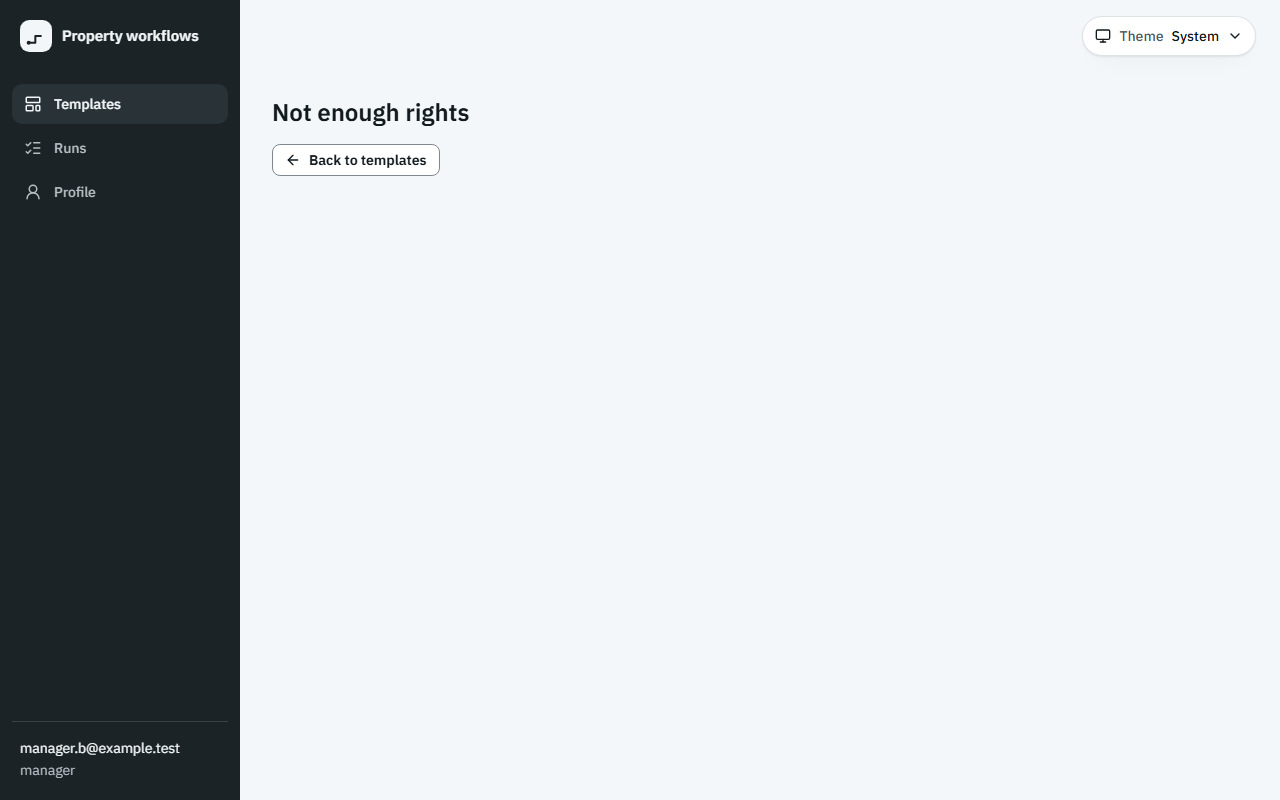 Property workflows
Theme System
Templates
Runs
Profile
Not enough rights
Back to templates
manager.b@example.test
manager